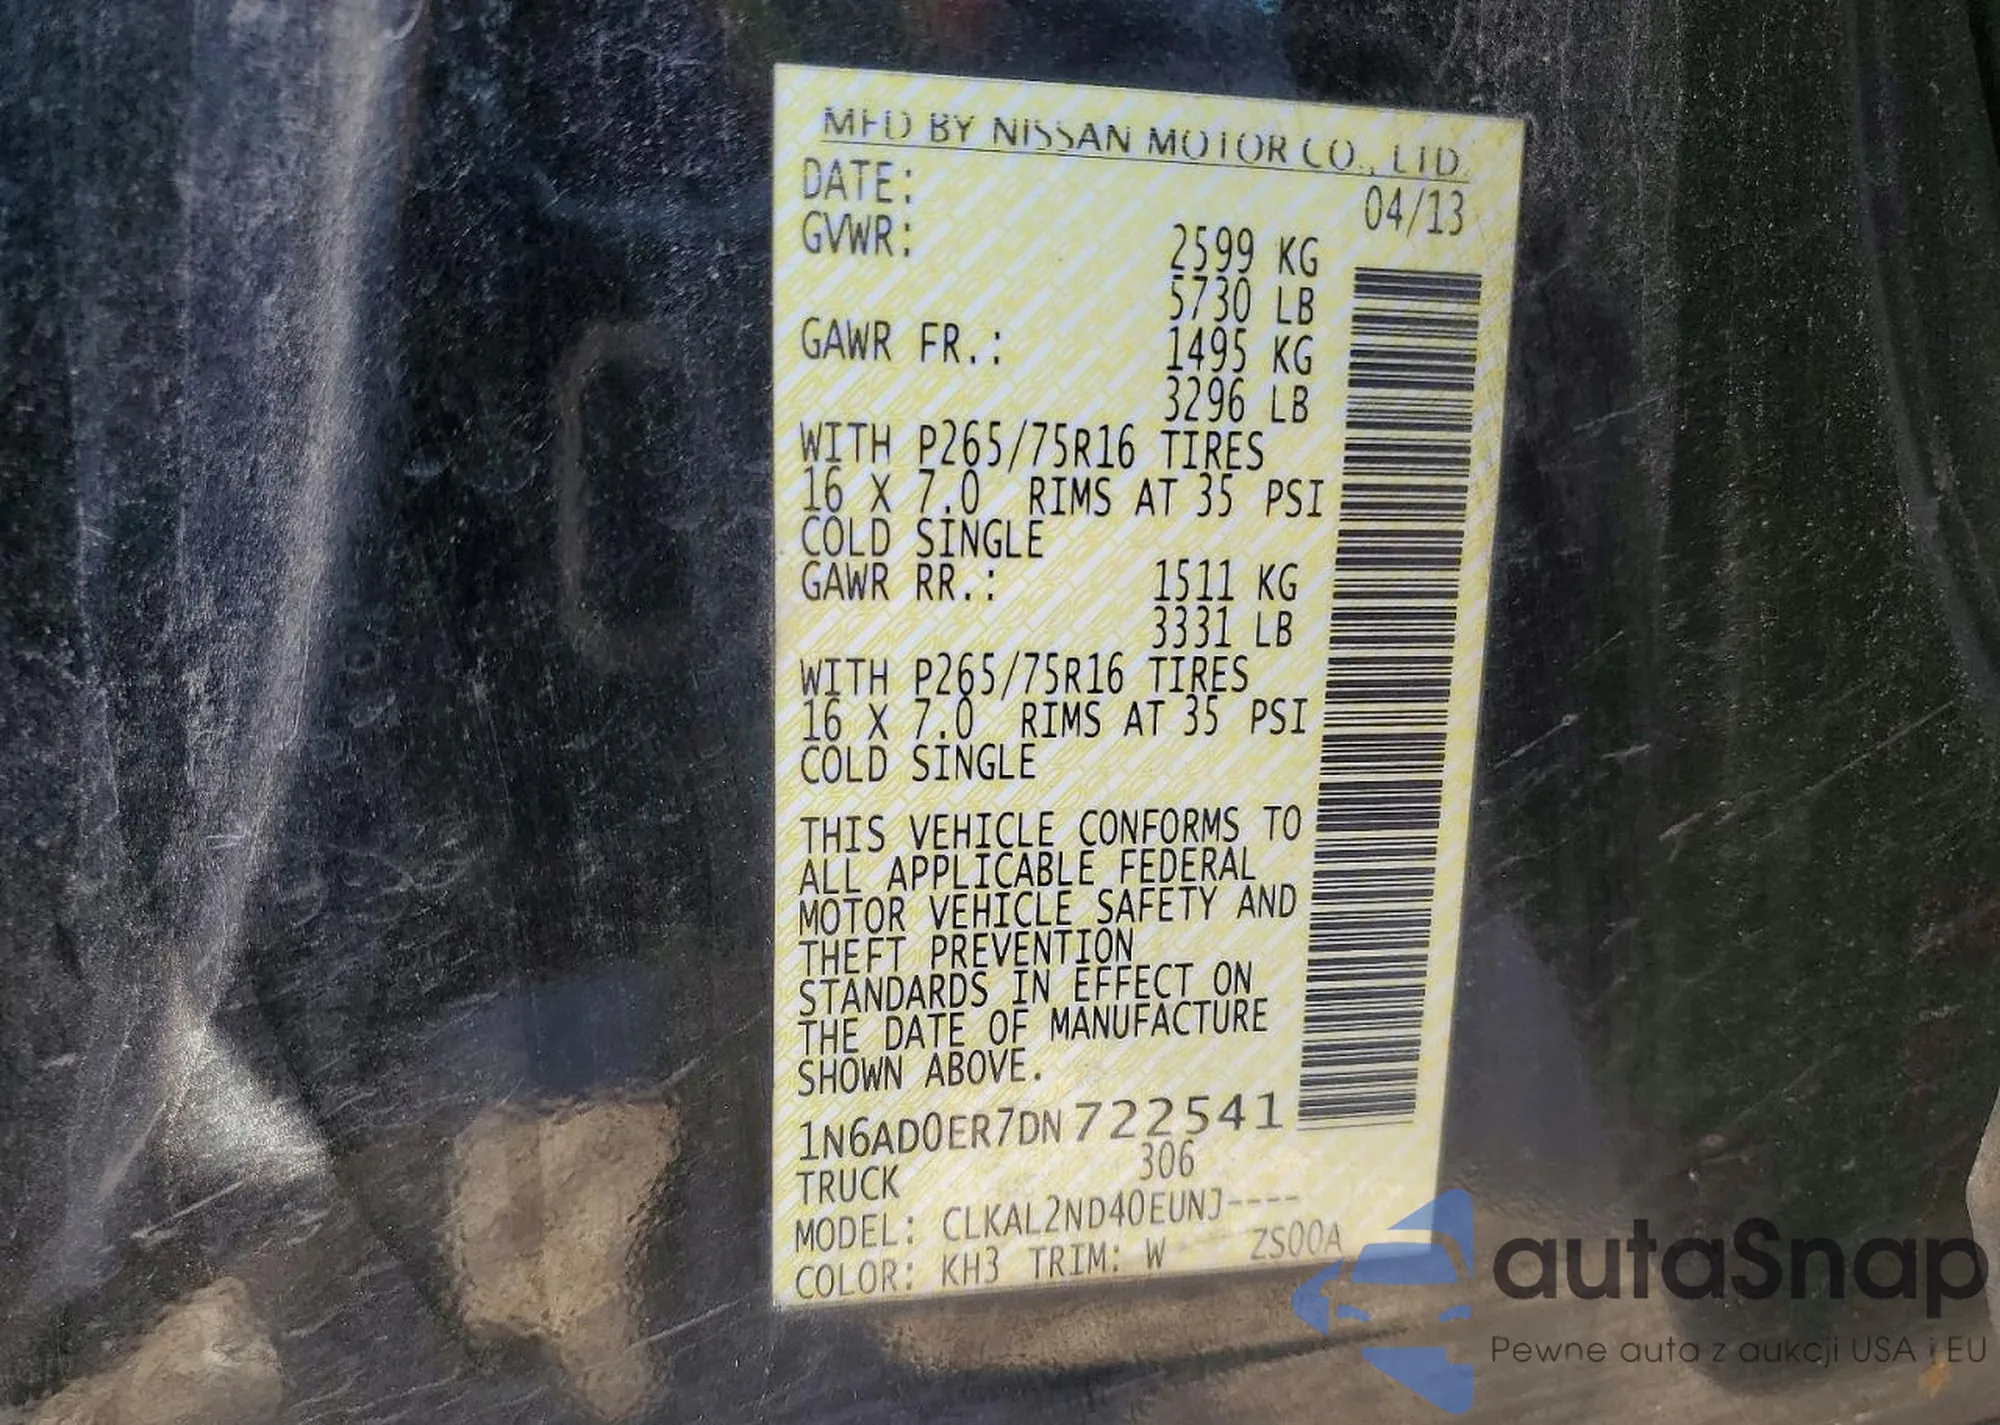 MFD BY NISSAN MOTOR CO., LTD.
DATE: 04/13
GVWR: 2599 KG
5730 LB
GAWR FR.: 1495 KG
3296 LB
WITH P265/75R16 TIRES
16 X 7.0 RIMS AT 35 PSI
COLD SINGLE
GAWR RR.: 1511 KG
3331 LB
WITH P265/75R16 TIRES
16 X 7.0 RIMS AT 35 PSI
COLD SINGLE
THIS VEHICLE CONFORMS TO
ALL APPLICABLE FEDERAL
MOTOR VEHICLE SAFETY AND
THEFT PREVENTION
STANDARDS IN EFFECT ON
THE DATE OF MANUFACTURE
SHOWN ABOVE.
1N6AD0ER7DN722541
TRUCK 306
MODEL: CLKAL2ND40EUNJ----
COLOR: KH3 TRIM: W ZS00A
autaSnap
Pewne auta z aukcji USA i EU